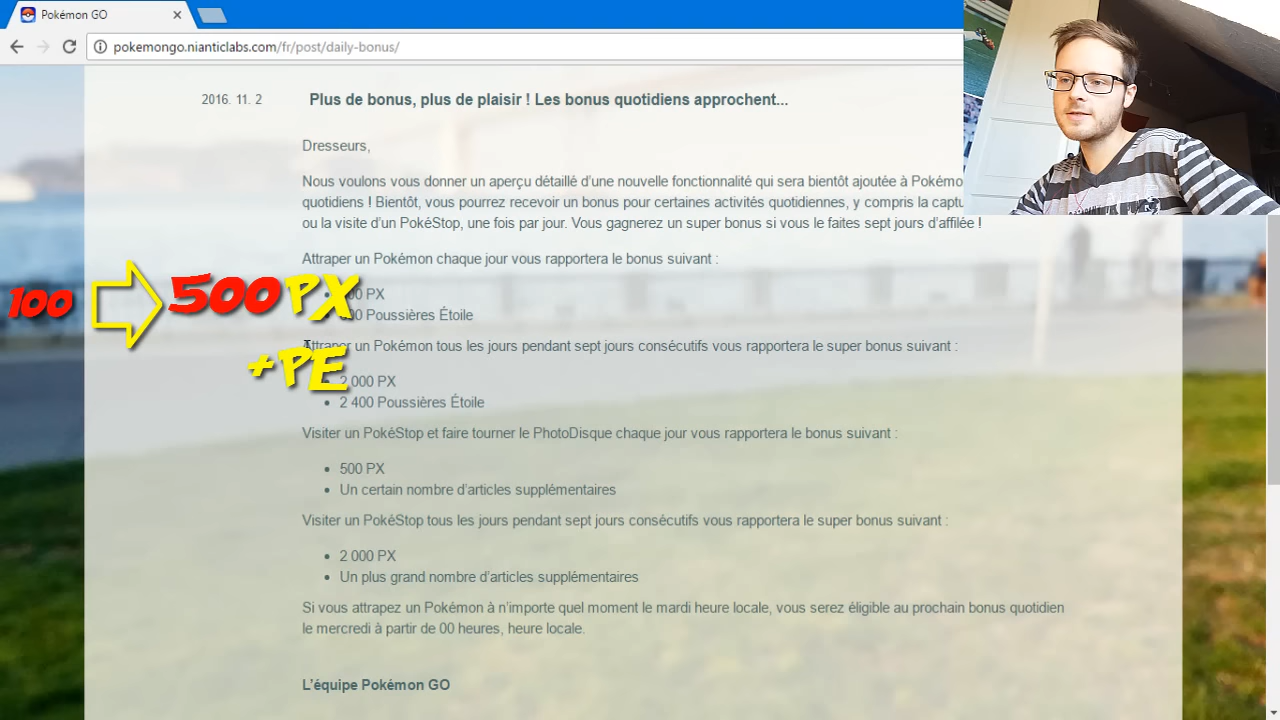 Pokémon GO
pokemongo.nianticlabs.com/fr/post/daily-bonus/
2016. 11. 2
Plus de bonus, plus de plaisir ! Les bonus quotidiens approchent...
Dresseurs,
Nous voulons vous donner un aperçu détaillé d'une nouvelle fonctionnalité qui sera bientôt ajoutée à
quotidiens ! Bientôt, vous pourrez recevoir un bonus pour certaines activités quotidiennes, y compris la
ou la visite d'un PokéStop, une fois par jour. Vous gagnerez un super bonus si vous le faites sept jours d'affilée !
Attraper un Pokémon chaque jour vous rapportera le bonus suivant :
100 500 PX
PX
Poussières Étoile
+PE
Attraper un Pokémon tous les jours pendant sept jours consécutifs vous rapportera le super bonus suivant :
2 000 PX
• 2 400 Poussières Étoile
Visiter un PokéStop et faire tourner le PhotoDisque chaque jour vous rapportera le bonus suivant :
• 500 PX
• Un certain nombre d'articles supplémentaires
Visiter un PokéStop tous les jours pendant sept jours consécutifs vous rapportera le super bonus suivant :
• 2 000 PX
• Un plus grand nombre d'articles supplémentaires
Si vous attrapez un Pokémon à n'importe quel moment le mardi heure locale, vous serez éligible au prochain bonus quotidien
le mercredi à partir de 00 heures, heure locale.
L'équipe Pokémon GO